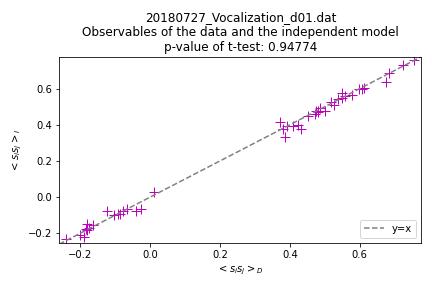 20180727_Vocalization_d01.dat
Observables of the data and the independent model
p-value of t-test: 0.94774
0.6
0.4
0.2
0.0
−0.2
< s_i s_j >_I
y=x
−0.2 0.0 0.2 0.4 0.6
< s_i s_j >_D